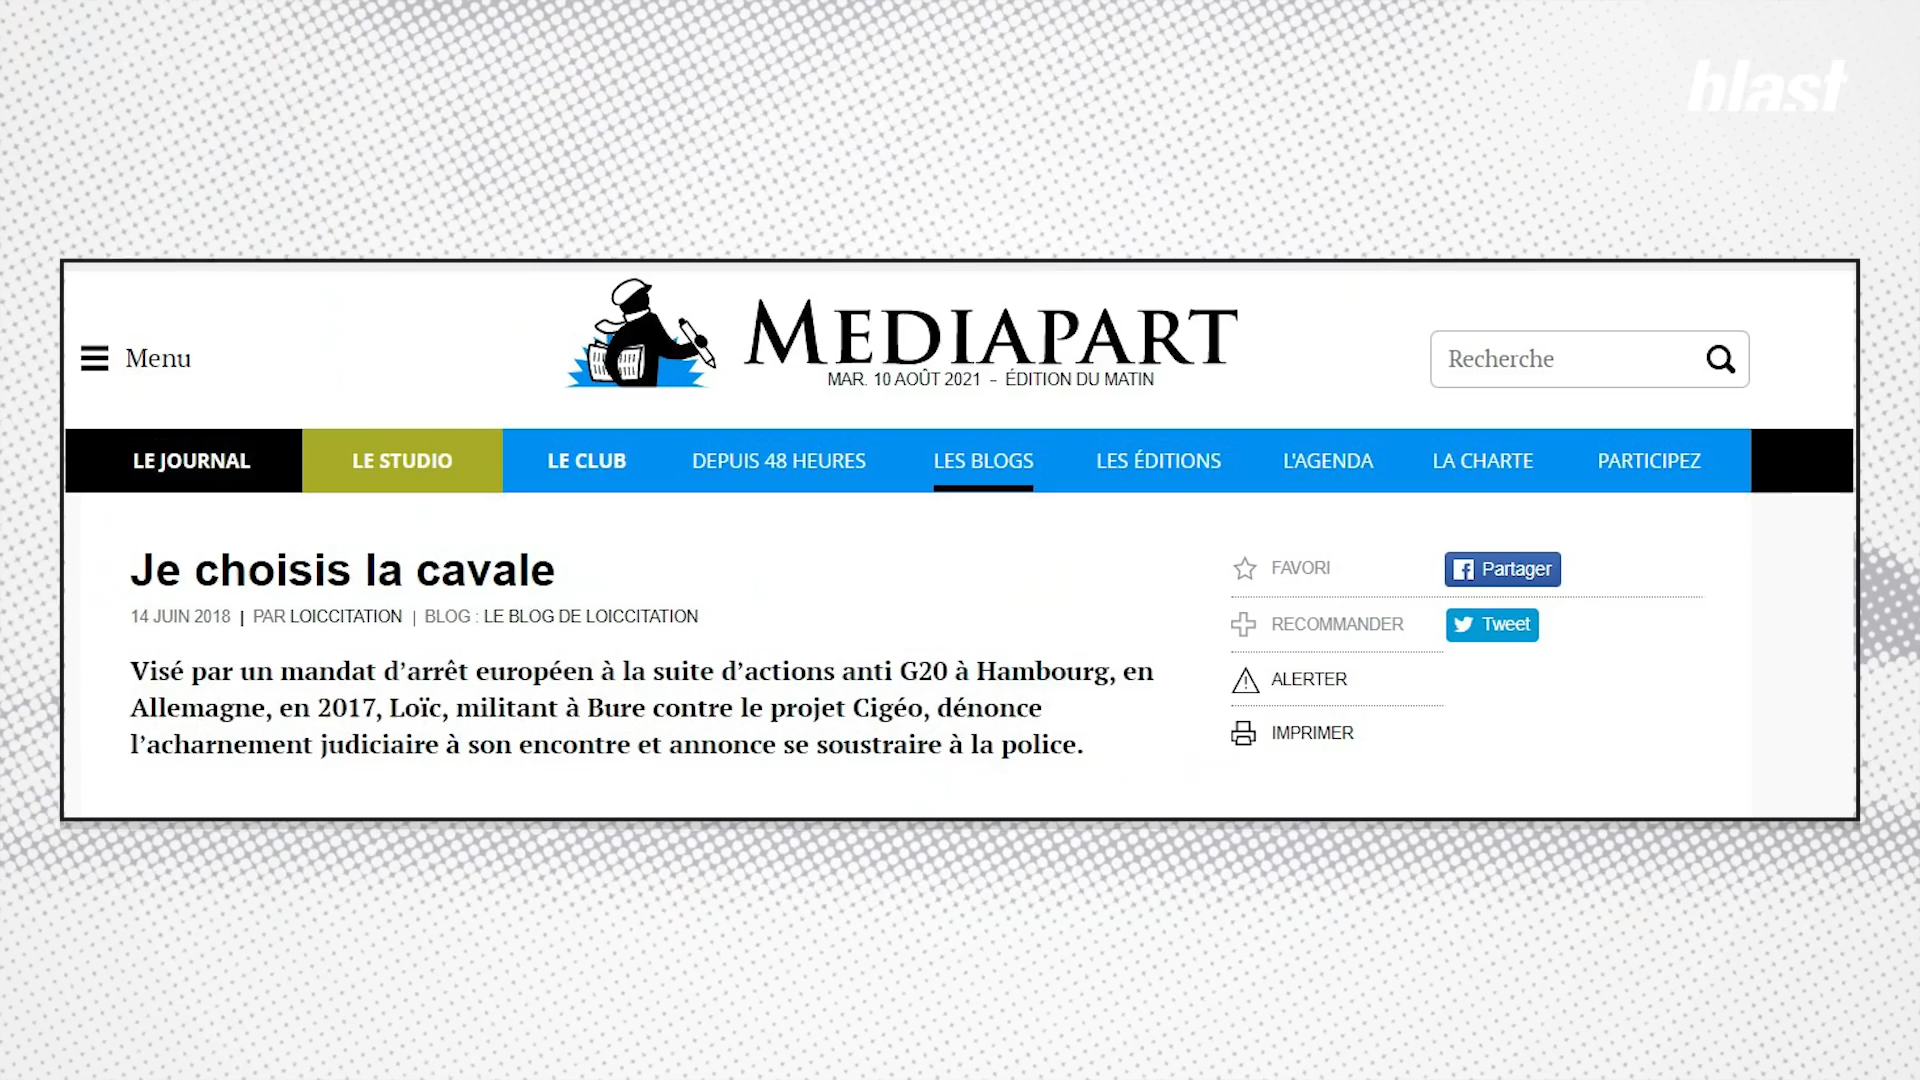 blast
Menu
MEDIAPART
MAR. 10 AOÛT 2021 - ÉDITION DU MATIN
Recherche
LE JOURNAL
LE STUDIO
LE CLUB
DEPUIS 48 HEURES
LES BLOGS
LES ÉDITIONS
L'AGENDA
LA CHARTE
PARTICIPEZ
Je choisis la cavale
14 JUIN 2018 | PAR LOICCITATION | BLOG : LE BLOG DE LOICCITATION
Visé par un mandat d’arrêt européen à la suite d’actions anti G20 à Hambourg, en
Allemagne, en 2017, Loïc, militant à Bure contre le projet Cigéo, dénonce
l’acharnement judiciaire à son encontre et annonce se soustraire à la police.
FAVORI
Partager
RECOMMANDER
Tweet
ALERTER
IMPRIMER